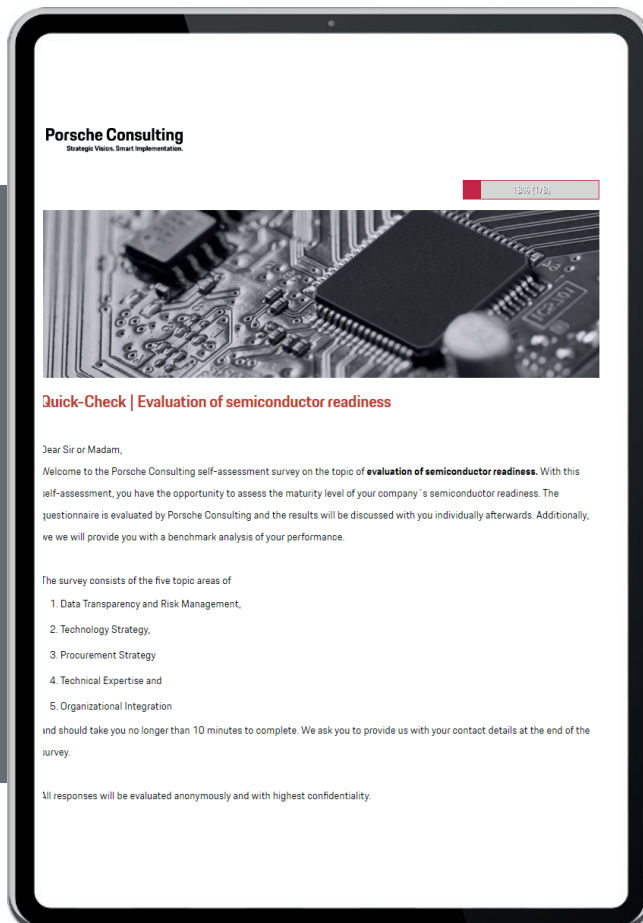 Porsche Consulting
Strategic Vision. Smart Implementation.
13% (1/8)
Quick-Check | Evaluation of semiconductor readiness
Dear Sir or Madam,
Welcome to the Porsche Consulting self-assessment survey on the topic of evaluation of semiconductor readiness. With this
self-assessment, you have the opportunity to assess the maturity level of your company´s semiconductor readiness. The
questionnaire is evaluated by Porsche Consulting and the results will be discussed with you individually afterwards. Additionally,
we we will provide you with a benchmark analysis of your performance.
The survey consists of the five topic areas of
1. Data Transparency and Risk Management,
2. Technology Strategy,
3. Procurement Strategy
4. Technical Expertise and
5. Organizational Integration
and should take you no longer than 10 minutes to complete. We ask you to provide us with your contact details at the end of the
survey.
All responses will be evaluated anonymously and with highest confidentiality.